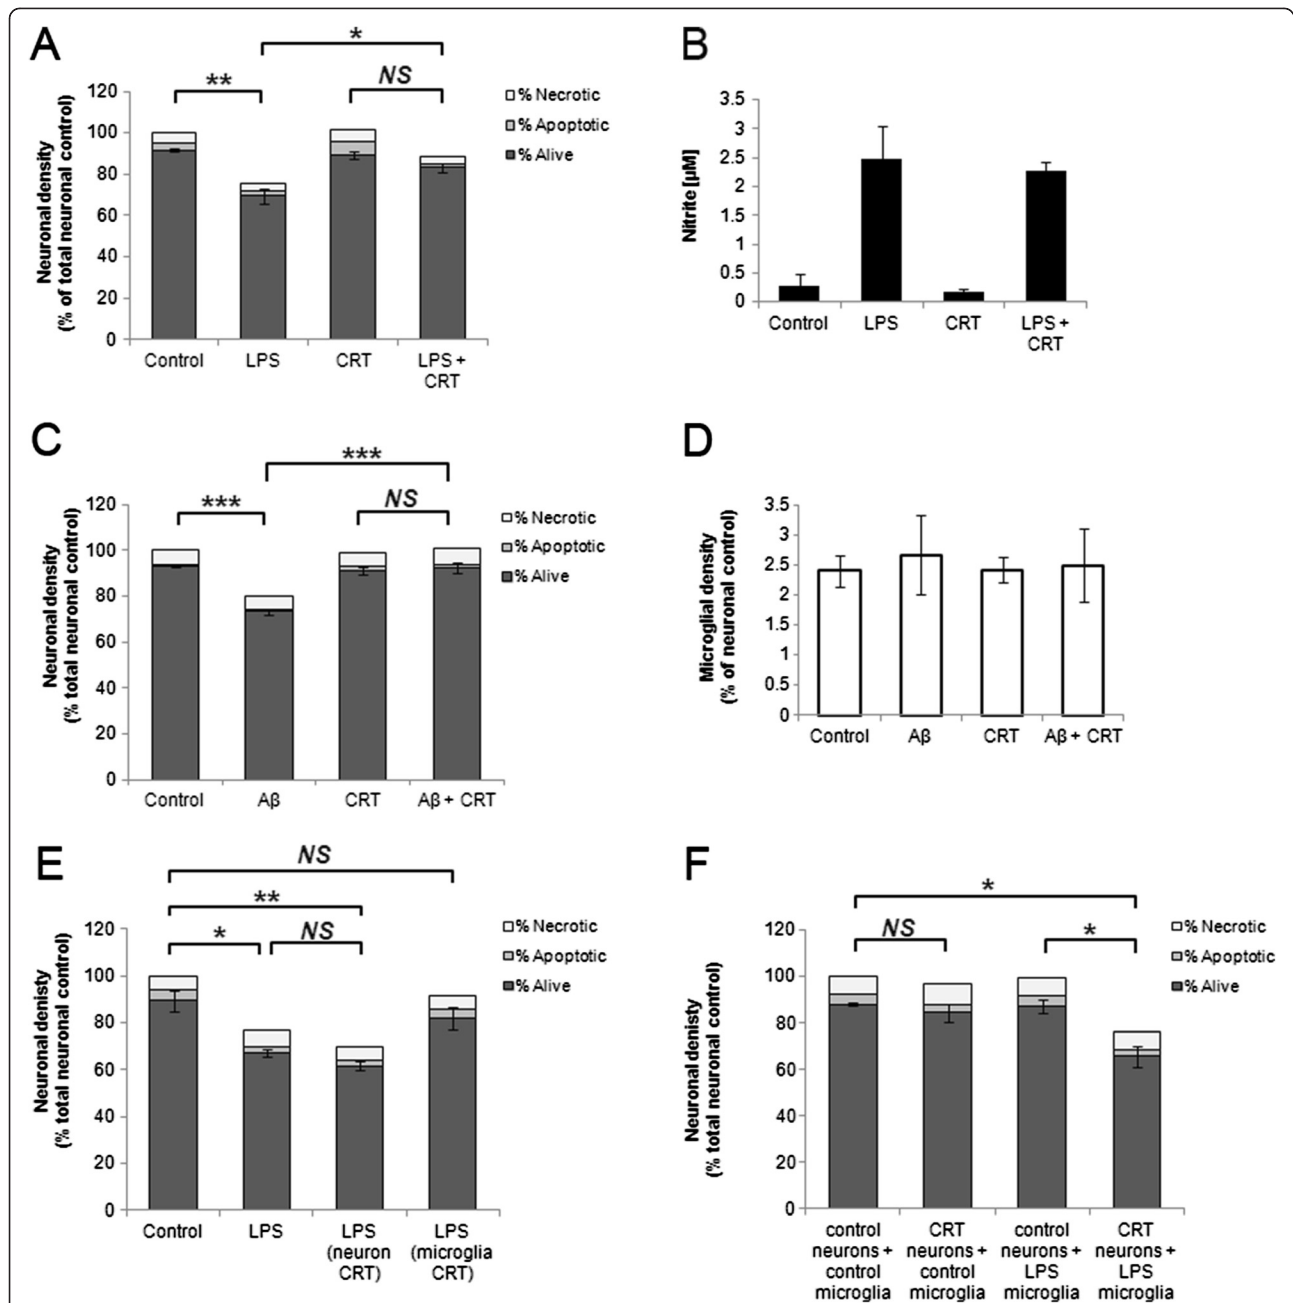 A
*
**
NS
120
100
80
60
40
20
0
Neuronal density
(% of total neuronal control)
% Necrotic
% Apoptotic
% Alive
Control
LPS
CRT
LPS +
CRT
B
3.5
3
2.5
2
1.5
1
0.5
0
Nitrite [µM]
Control
LPS
CRT
LPS +
CRT
C
***
***
NS
120
100
80
60
40
20
0
Neuronal density
(% total neuronal control)
% Necrotic
% Apoptotic
% Alive
Control
Aβ
CRT
Aβ + CRT
D
3.5
3
2.5
2
1.5
1
0.5
0
Microglial density
(% of neuronal control)
Control
Aβ
CRT
Aβ + CRT
E
NS
**
*
NS
120
100
80
60
40
20
0
Neuronal denisty
(% total neuronal control)
% Necrotic
% Apoptotic
% Alive
Control
LPS
LPS
(neuron
CRT)
LPS
(microglia
CRT)
F
*
NS
*
120
100
80
60
40
20
0
Neuronal denisty
(% total neuronal control)
% Necrotic
% Apoptotic
% Alive
control
neurons +
control
microglia
CRT
neurons +
control
microglia
control
neurons +
LPS
microglia
CRT
neurons +
LPS
microglia